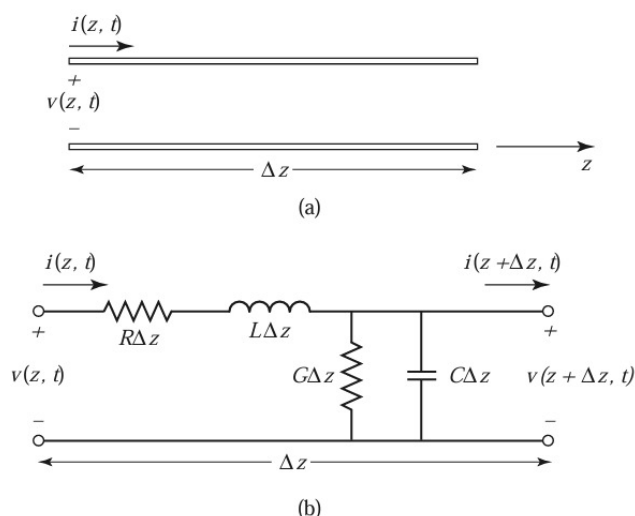 i(z, t)
+
v(z, t)
–
Δz
z
(a)
i(z, t)
i(z +Δz, t)
+
RΔz
LΔz
+
v(z, t)
GΔz
CΔz
v(z + Δz, t)
–
–
Δz
(b)